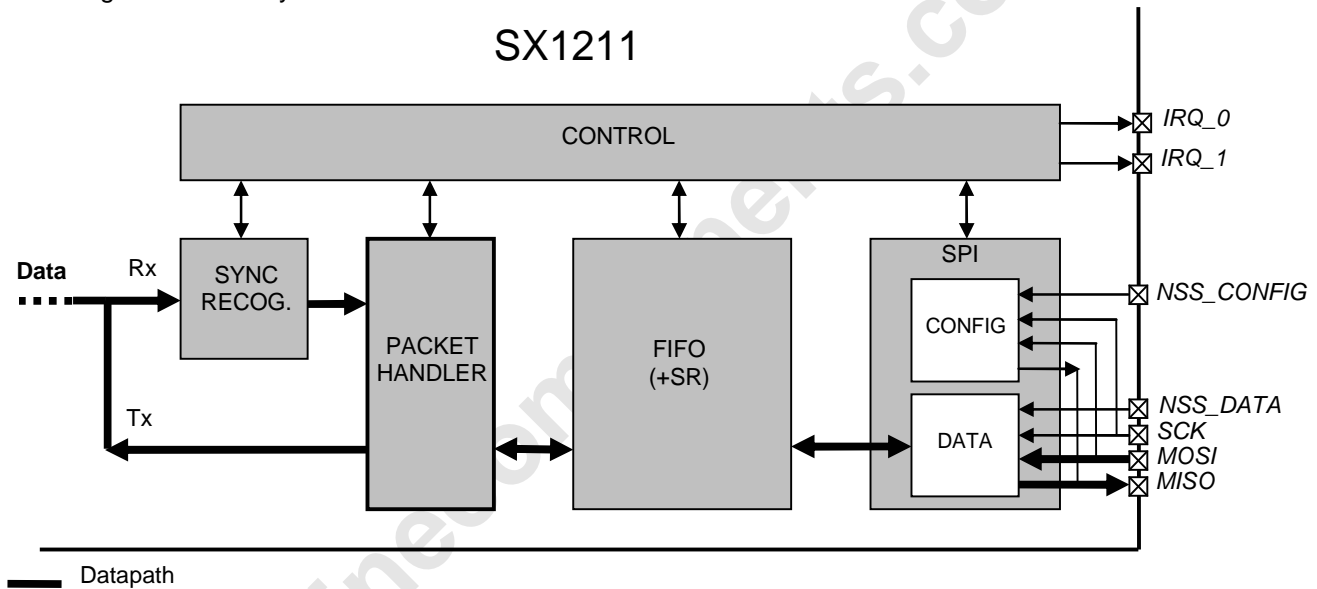 SX1211
CONTROL
IRQ_0
IRQ_1
SPI
Data
Rx
SYNC
RECOG.
NSS_CONFIG
CONFIG
PACKET
HANDLER
FIFO
(+SR)
Tx
NSS_DATA
SCK
DATA
MOSI
MISO
Datapath